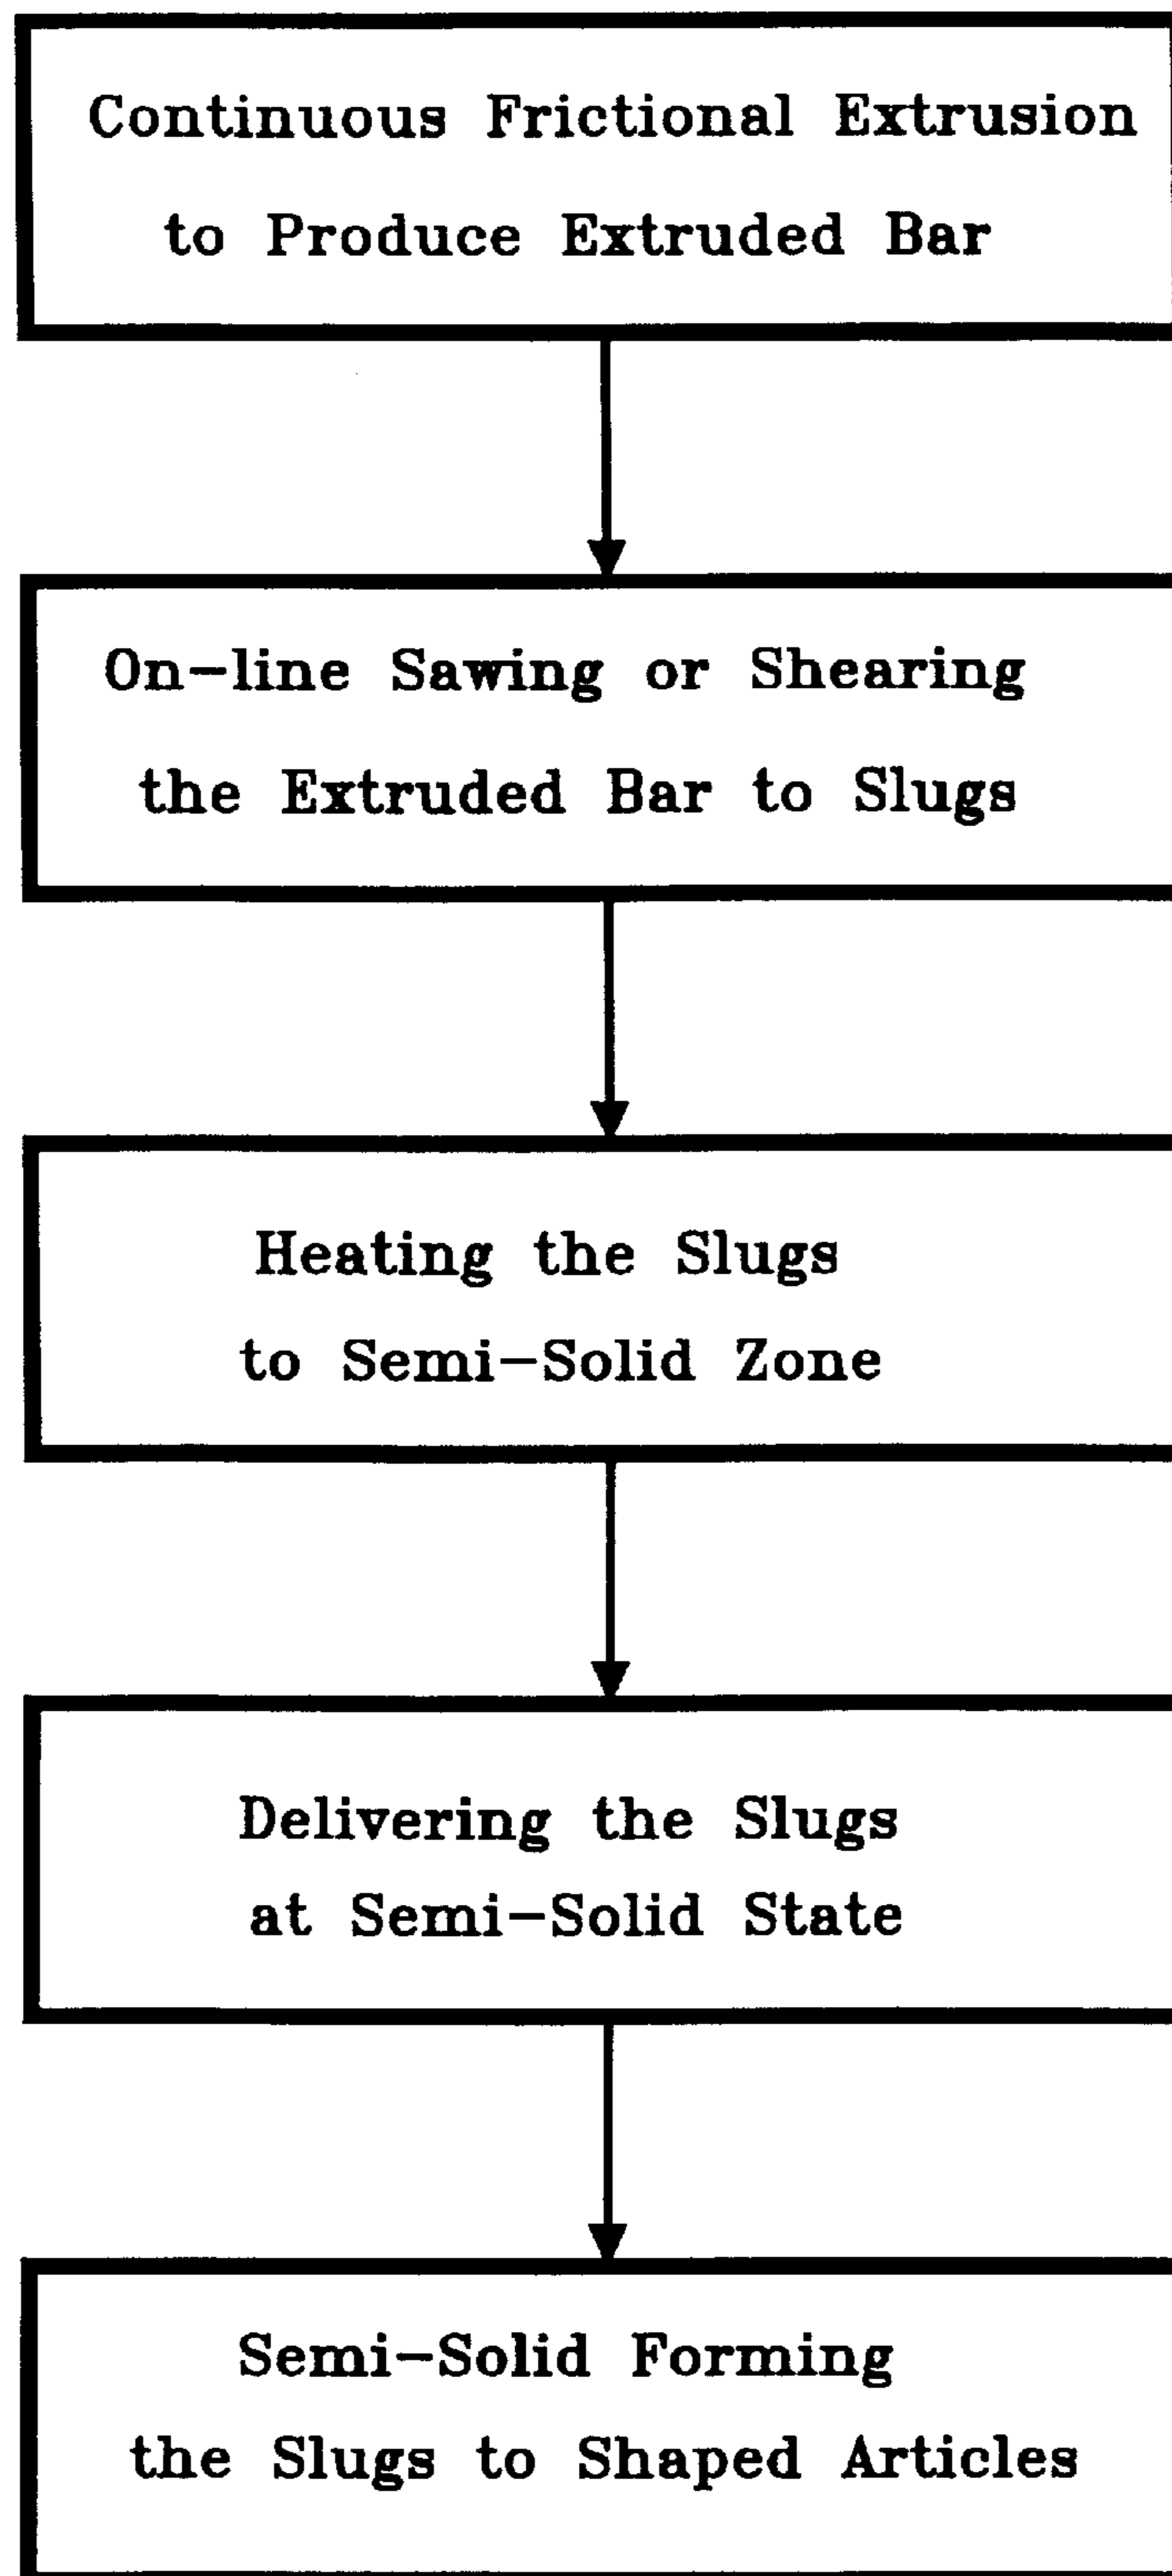 Continuous Frictional Extrusion
to Produce Extruded Bar
On-line Sawing or Shearing
the Extruded Bar to Slugs
Heating the Slugs
to Semi-Solid Zone
Delivering the Slugs
at Semi-Solid State
Semi-Solid Forming
the Slugs to Shaped Articles